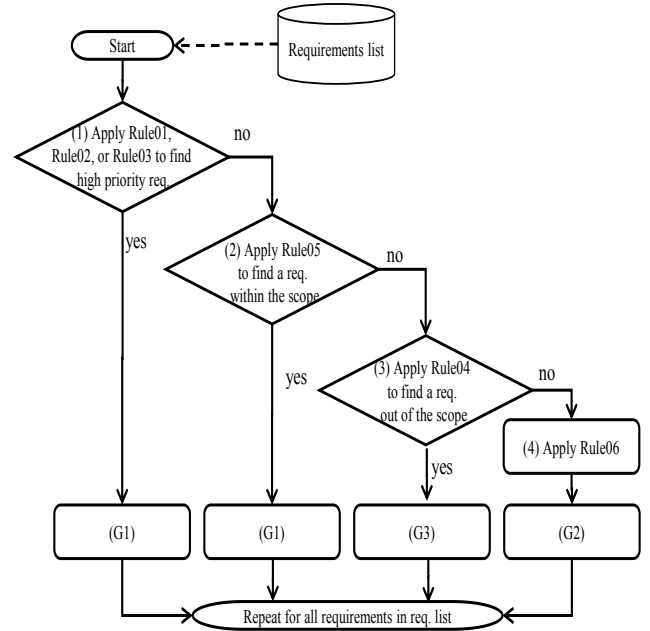 Start
Requirements list
(1) Apply Rule01,
Rule02, or Rule03 to find
high priority req.
no
yes
(2) Apply Rule05
to find a req.
within the scope
no
yes
(3) Apply Rule04
to find a req.
out of the scope
no
yes
(4) Apply Rule06
(G1)
(G1)
(G3)
(G2)
Repeat for all requirements in req. list